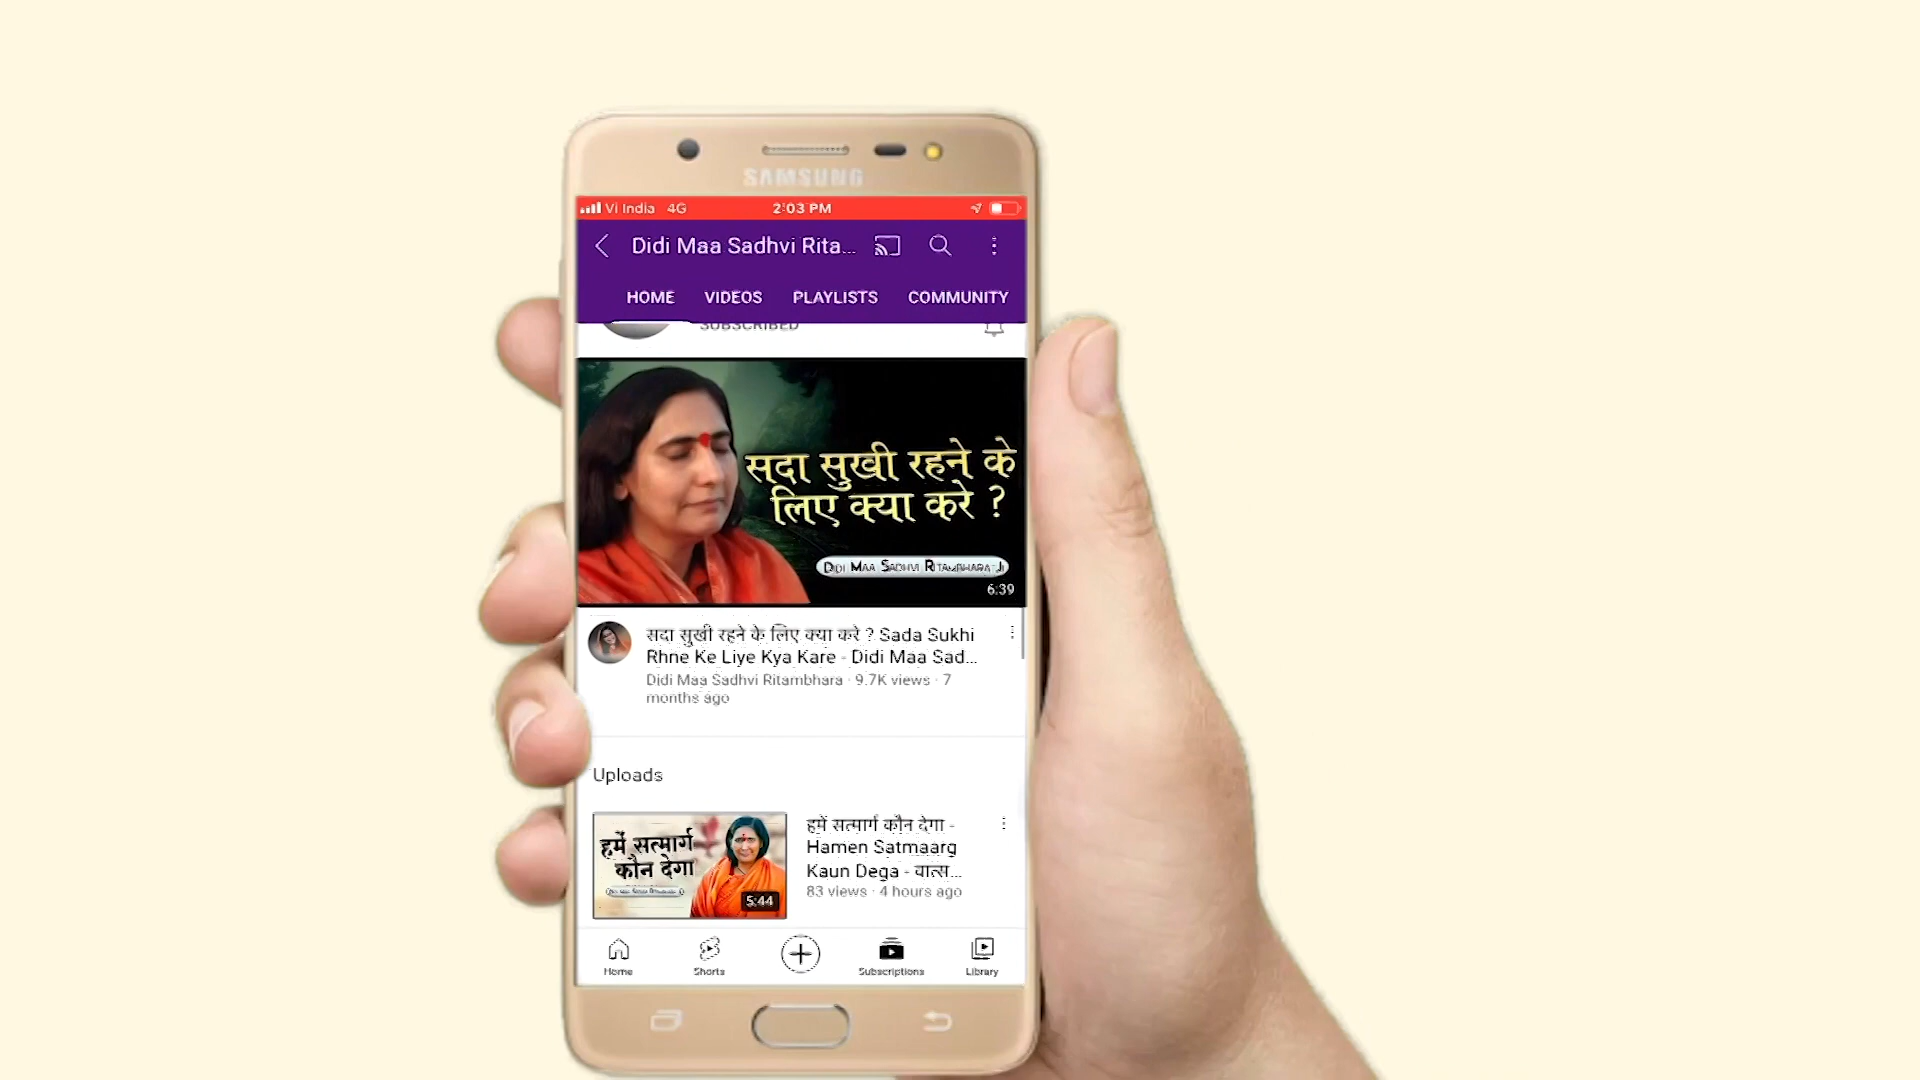 SAMSUNG
Vi India 4G 2:03 PM
Didi Maa Sadhvi Rita...
HOME VIDEOS PLAYLISTS COMMUNITY
SUBSCRIBED
सदा सुखी रहने के
लिए क्या करे ?
DIDI MAA SADHVI RITAMBHARA JI
6:39
सदा सुखी रहने के लिए क्या करे ? Sada Sukhi
Rhne Ke Liye Kya Kare - Didi Maa Sad...
Didi Maa Sadhvi Ritambhara · 9.7K views · 7
months ago
Uploads
हमें सत्मार्ग
कौन देगा
5:44
हमें सत्मार्ग कौन देगा -
Hamen Satmaarg
Kaun Dega - वात्स...
83 views · 4 hours ago
Home Shorts Subscriptions Library